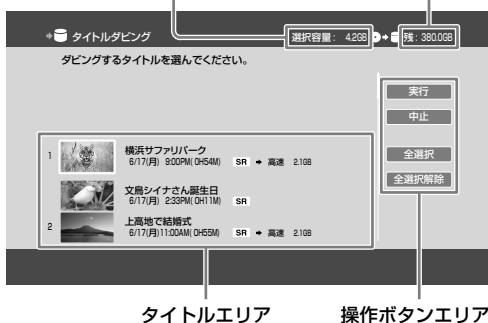 タイトルダビング
選択容量： 4.2GB
残：380.0GB
ダビングするタイトルを選んでください。
実行
中止
全選択
全選択解除
1 横浜サファリパーク
6/17(月) 9:00PM( 0H54M) SR 高速 2.1GB
文鳥シイナさん誕生日
6/17(月) 2:33PM( 0H11M) SR
2 上高地で結婚式
6/17(月)11:00AM( 0H55M) SR 高速 2.1GB
タイトルエリア
操作ボタンエリア